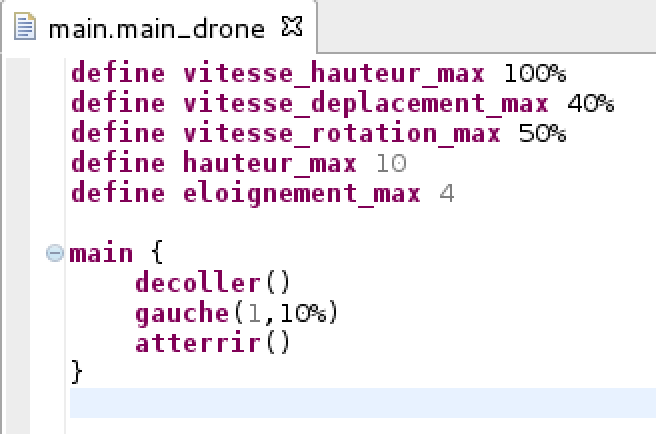 main.main_drone
define vitesse_hauteur_max 100%
define vitesse_deplacement_max 40%
define vitesse_rotation_max 50%
define hauteur_max 10
define eloignement_max 4
main {
decoller()
gauche(1,10%)
atterrir()
}